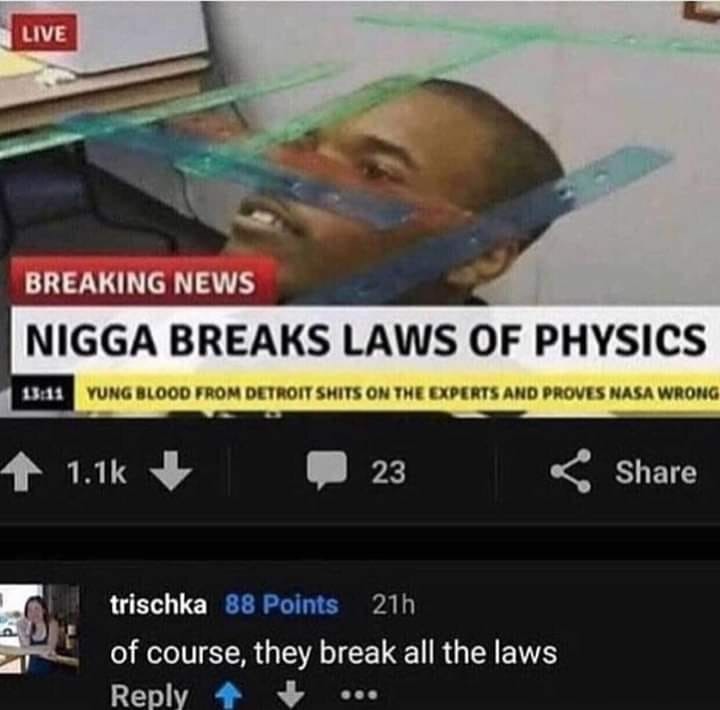 LIVE
BREAKING NEWS
NIGGA BREAKS LAWS OF PHYSICS
13:11 YUNG BLOOD FROM DETROIT SHITS ON THE EXPERTS AND PROVES NASA WRONG
1.1k 23 Share
trischka 88 Points 21h
of course, they break all the laws
Reply